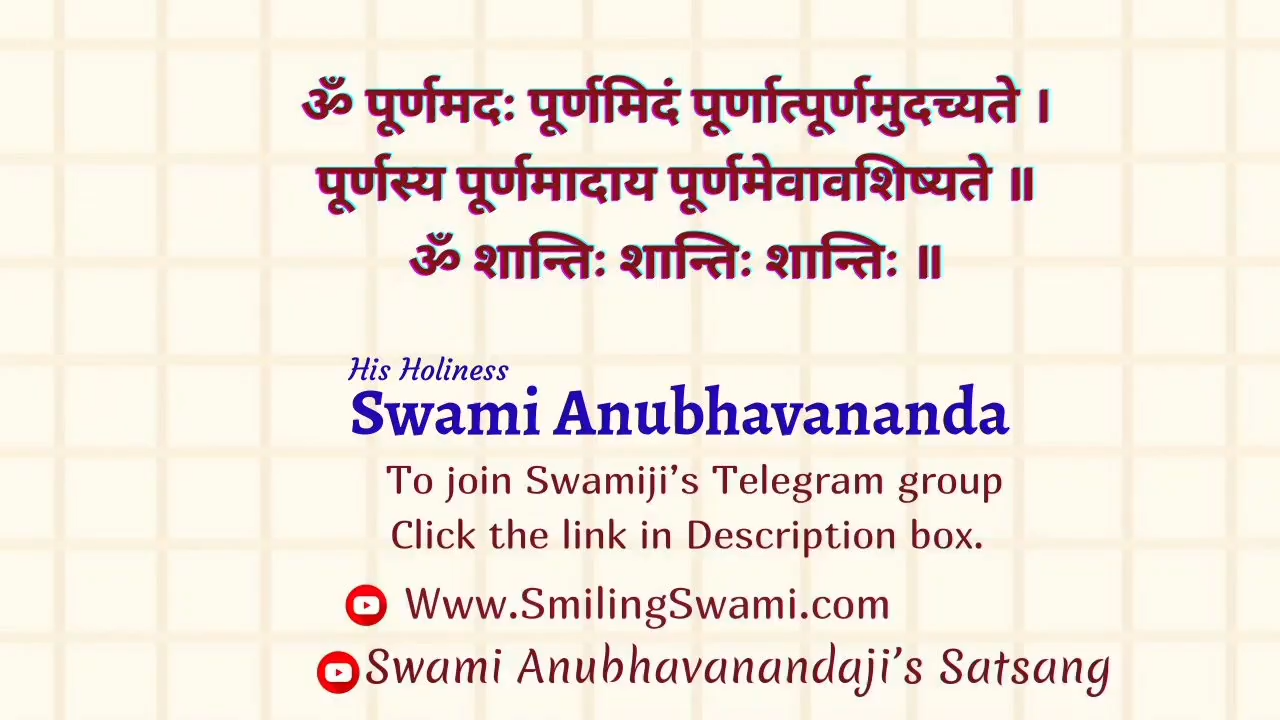 ॐ पूर्णमदः पूर्णमिदं पूर्णात्पूर्णमुदच्यते ।
पूर्णस्य पूर्णमादाय पूर्णमेवावशिष्यते ॥
ॐ शान्तिः शान्तिः शान्तिः ॥
His Holiness
Swami Anubhavananda
To join Swamiji’s Telegram group
Click the link in Description box.
Www.SmilingSwami.com
Swami Anubhavanandaji’s Satsang